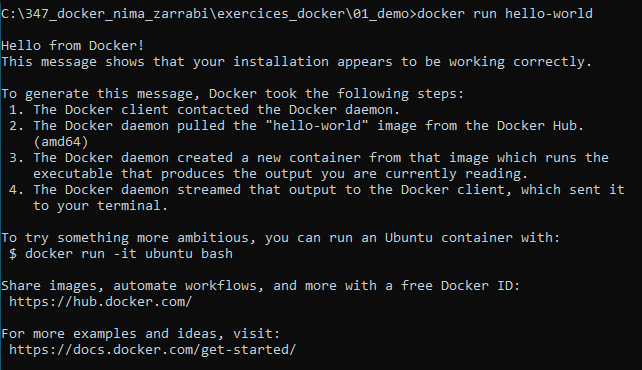 C:\347_docker_nima_zarrabi\exercices_docker\01_demo>docker run hello-world
Hello from Docker!
This message shows that your installation appears to be working correctly.
To generate this message, Docker took the following steps:
1. The Docker client contacted the Docker daemon.
2. The Docker daemon pulled the "hello-world" image from the Docker Hub.
(amd64)
3. The Docker daemon created a new container from that image which runs the
executable that produces the output you are currently reading.
4. The Docker daemon streamed that output to the Docker client, which sent it
to your terminal.
To try something more ambitious, you can run an Ubuntu container with:
$ docker run -it ubuntu bash
Share images, automate workflows, and more with a free Docker ID:
https://hub.docker.com/
For more examples and ideas, visit:
https://docs.docker.com/get-started/